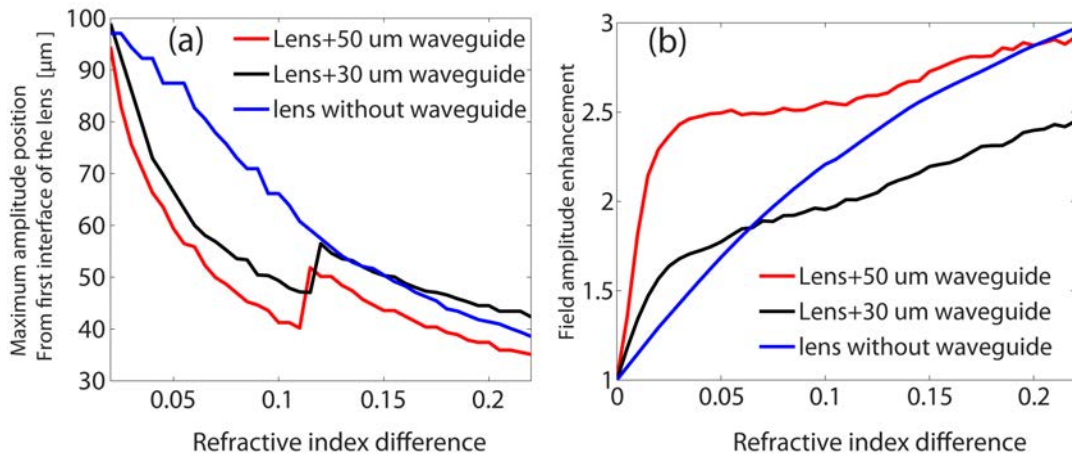 (a)
Lens+50 um waveguide
Lens+30 um waveguide
lens without waveguide
100
90
80
70
60
50
40
30
0.05
0.1
0.15
0.2
Maximum amplitude position
From first interface of the lens [µm]
Refractive index difference
(b)
Lens+50 um waveguide
Lens+30 um waveguide
lens without waveguide
3
2.5
2
1.5
1
0
0.05
0.1
0.15
0.2
Field amplitude enhancement
Refractive index difference